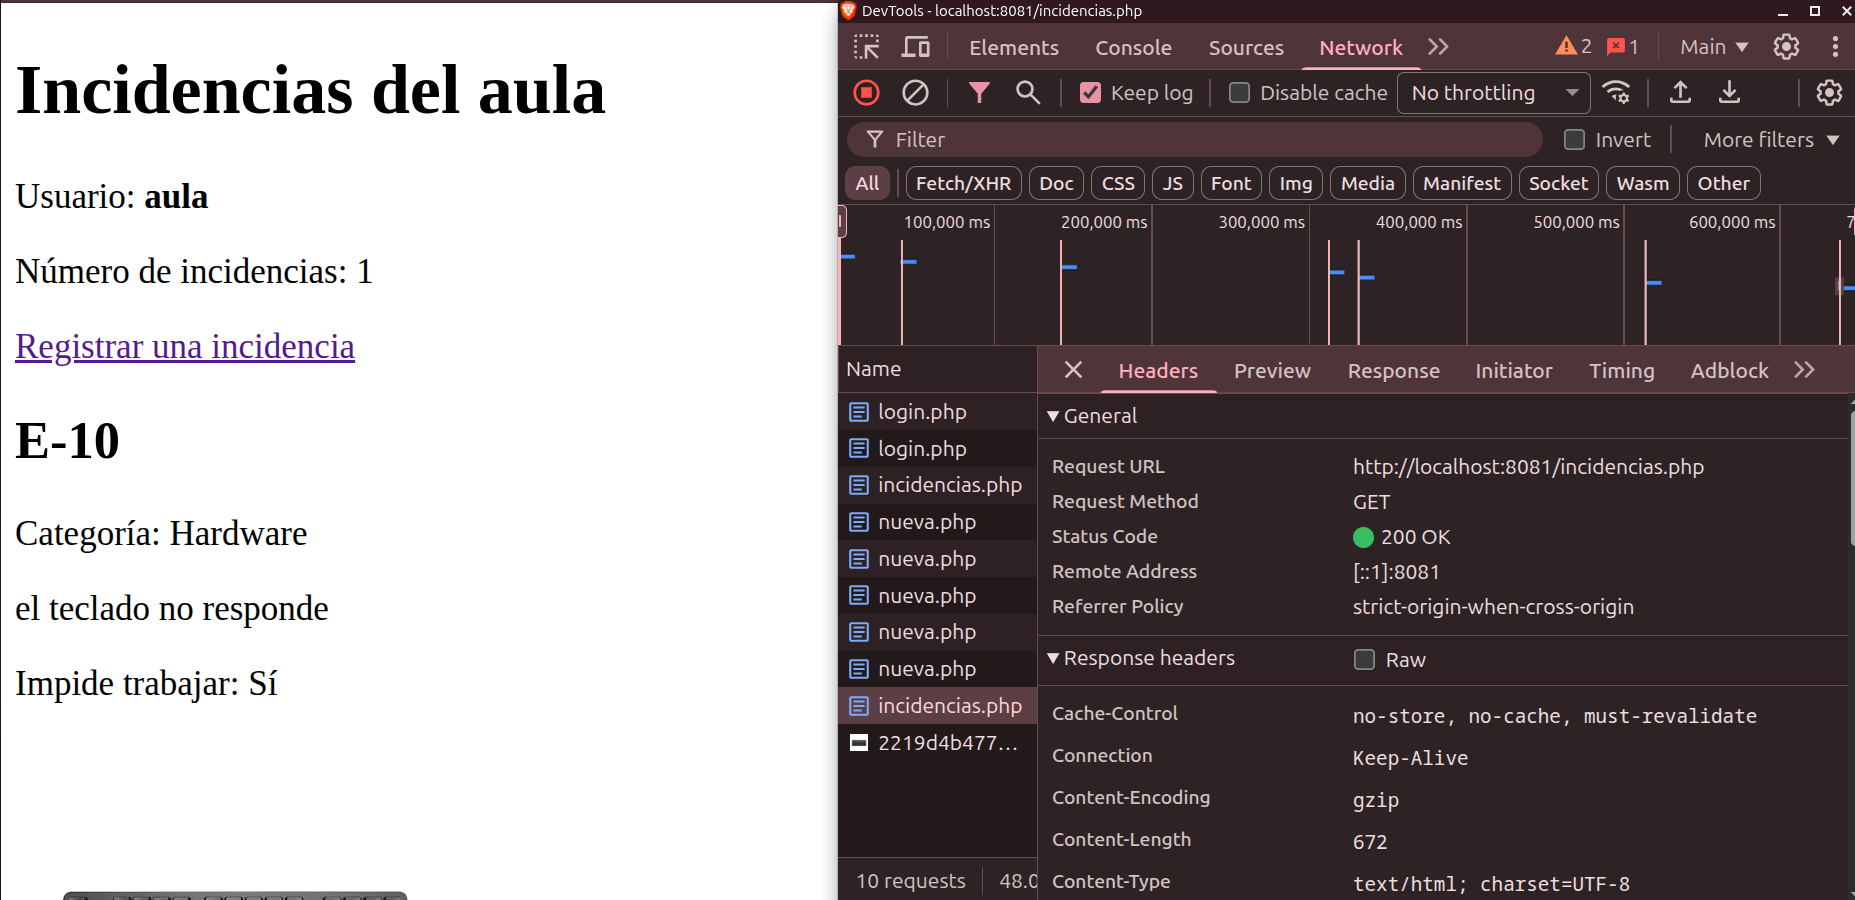 Incidencias del aula
Usuario: aula
Número de incidencias: 1
Registrar una incidencia
E-10
Categoría: Hardware
el teclado no responde
Impide trabajar: Sí
DevTools - localhost:8081/incidencias.php
Elements Console Sources Network 2 1 Main
Keep log Disable cache No throttling
Filter Invert More filters
All Fetch/XHR Doc CSS JS Font Img Media Manifest Socket Wasm Other
100,000 ms 200,000 ms 300,000 ms 400,000 ms 500,000 ms 600,000 ms 7
Name
login.php
login.php
incidencias.php
nueva.php
nueva.php
nueva.php
nueva.php
nueva.php
incidencias.php
2219d4b477...
10 requests 48.0
Headers Preview Response Initiator Timing Adblock
General
Request URL http://localhost:8081/incidencias.php
Request Method GET
Status Code 200 OK
Remote Address [::1]:8081
Referrer Policy strict-origin-when-cross-origin
Response headers Raw
Cache-Control no-store, no-cache, must-revalidate
Connection Keep-Alive
Content-Encoding gzip
Content-Length 672
Content-Type text/html; charset=UTF-8